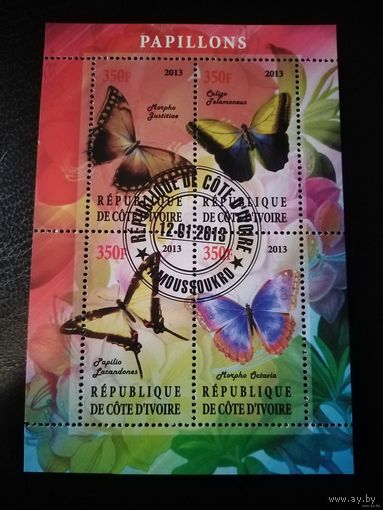 PAPILLONS
350F 2013
Morpho
Justitiae
RÉPUBLIQUE
DE CÔTE D'IVOIRE
350F 2013
Caligo
Telamonius
RÉPUBLIQUE
DE CÔTE D'IVOIRE
RÉPUBLIQUE DE CÔTE D'IVOIRE
12-01-2013
YAMOUSSOUKRO
350F 2013
Papilio
Lacandones
RÉPUBLIQUE
DE CÔTE D'IVOIRE
350F 2013
Morpho Octavia
RÉPUBLIQUE
DE CÔTE D'IVOIRE
www.ay.by